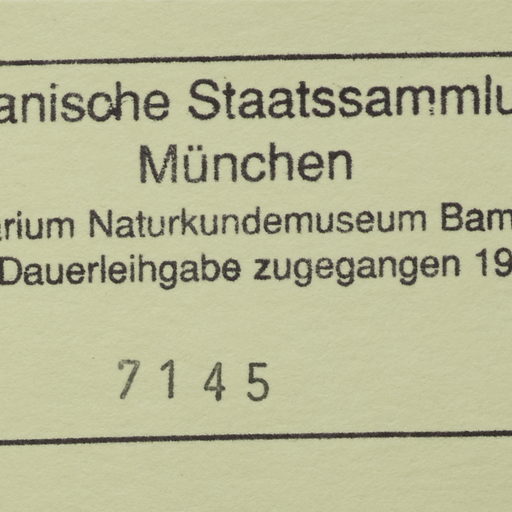 anische Staatssammlu
München
rium Naturkundemuseum Bam
Dauerleihgabe zugegangen 19
7145